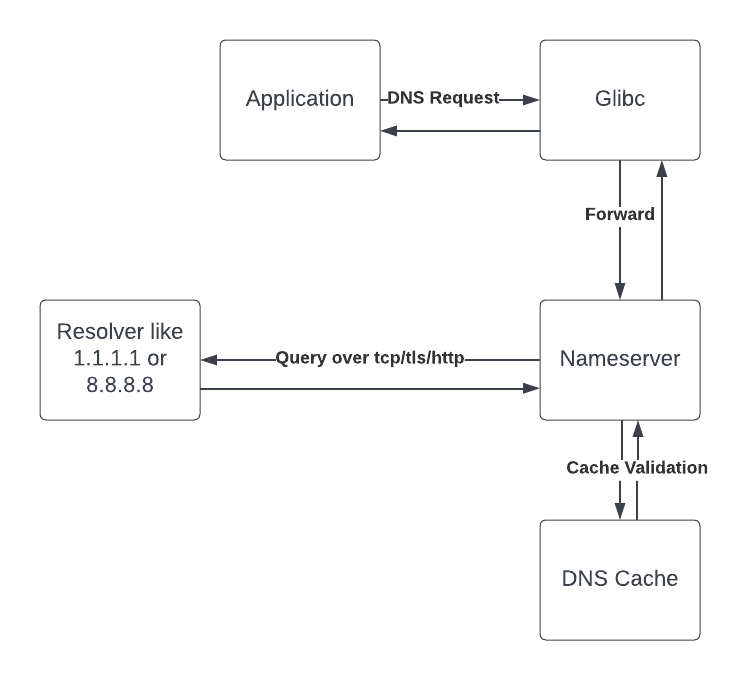 Application
DNS Request
Glibc
Forward
Resolver like
1.1.1.1 or
8.8.8.8
Query over tcp/tls/http
Nameserver
Cache Validation
DNS Cache